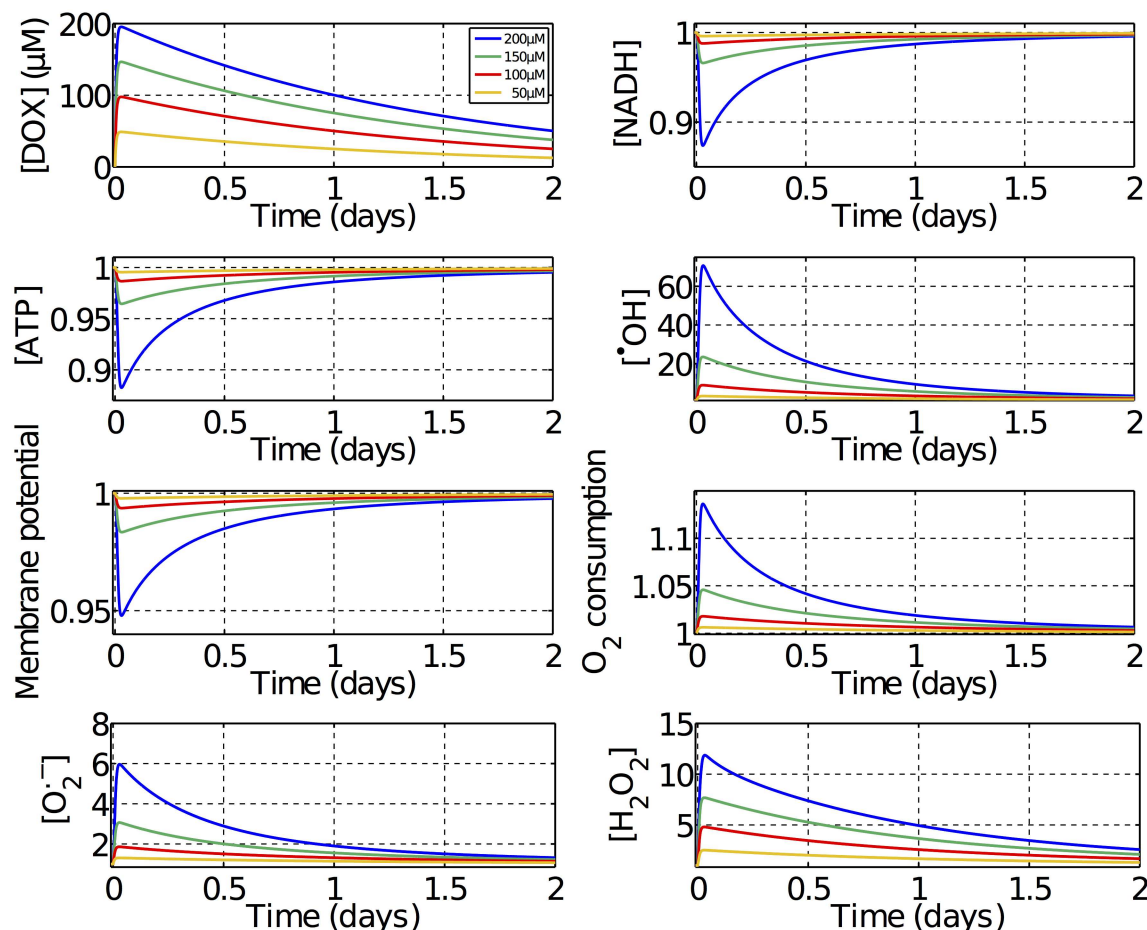 [DOX] (μM)
200
100
0
200μM
150μM
100μM
50μM
0 0.5 1 1.5 2
Time (days)
[NADH]
1
0.9
0 0.5 1 1.5 2
Time (days)
[ATP]
1
0.95
0.9
0 0.5 1 1.5 2
Time (days)
[•OH]
60
40
20
0 0.5 1 1.5 2
Time (days)
Membrane potential
1
0.95
0 0.5 1 1.5 2
Time (days)
O₂ consumption
1.1
1.05
1
0 0.5 1 1.5 2
Time (days)
[O₂·⁻]
8
6
4
2
0 0.5 1 1.5 2
Time (days)
[H₂O₂]
15
10
5
0 0.5 1 1.5 2
Time (days)